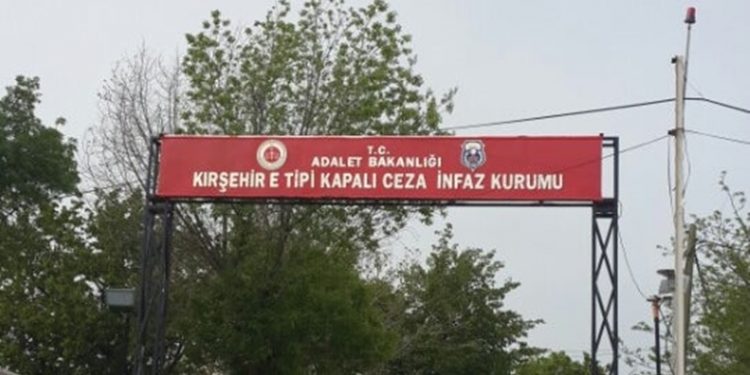 T.C.
ADALET BAKANLIĞI
KIRŞEHİR E TİPİ KAPALI CEZA İNFAZ KURUMU